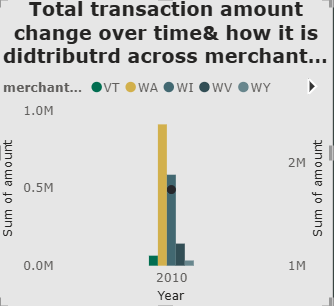 Total transaction amount
change over time& how it is
didtributrd across merchant...
merchant... VT WA WI WV WY
1.0M
0.5M
0.0M
Sum of amount
2M
1M
Sum of amount
2010
Year